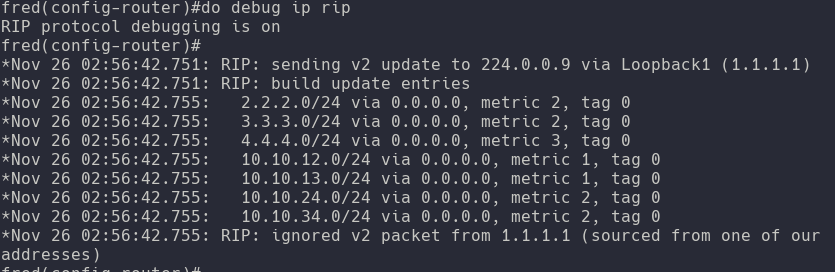 fred(config-router)#do debug ip rip
RIP protocol debugging is on
fred(config-router)#
*Nov 26 02:56:42.751: RIP: sending v2 update to 224.0.0.9 via Loopback1 (1.1.1.1)
*Nov 26 02:56:42.751: RIP: build update entries
*Nov 26 02:56:42.755:   2.2.2.0/24 via 0.0.0.0, metric 2, tag 0
*Nov 26 02:56:42.755:   3.3.3.0/24 via 0.0.0.0, metric 2, tag 0
*Nov 26 02:56:42.755:   4.4.4.0/24 via 0.0.0.0, metric 3, tag 0
*Nov 26 02:56:42.755:   10.10.12.0/24 via 0.0.0.0, metric 1, tag 0
*Nov 26 02:56:42.755:   10.10.13.0/24 via 0.0.0.0, metric 1, tag 0
*Nov 26 02:56:42.755:   10.10.24.0/24 via 0.0.0.0, metric 2, tag 0
*Nov 26 02:56:42.755:   10.10.34.0/24 via 0.0.0.0, metric 2, tag 0
*Nov 26 02:56:42.755: RIP: ignored v2 packet from 1.1.1.1 (sourced from one of our
addresses)
fred(config-router)#